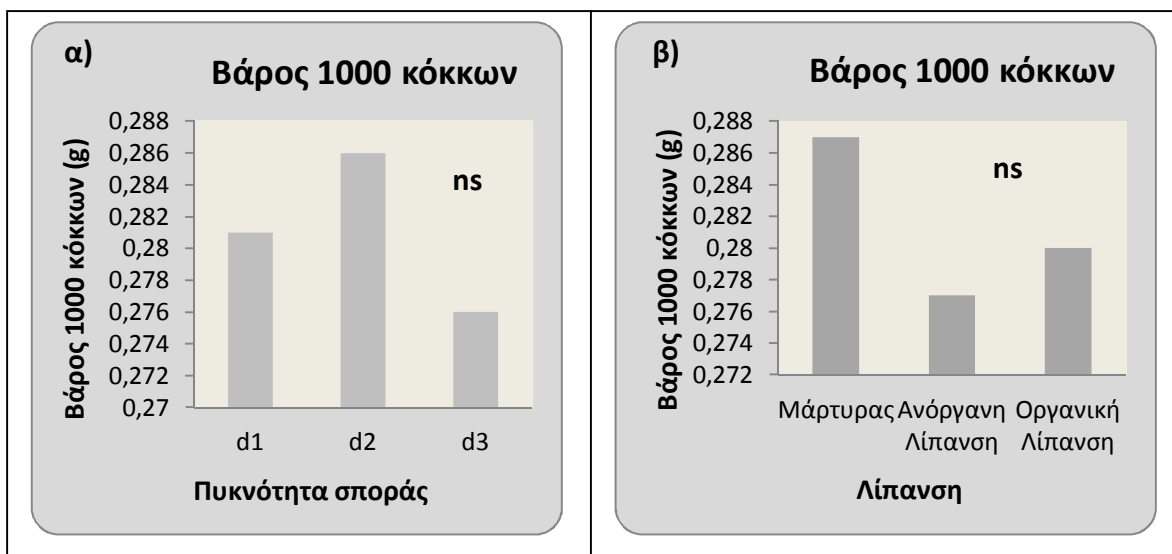 α)
Βάρος 1000 κόκκων
Βάρος 1000 κόκκων (g)
0,288
0,286
0,284
0,282
0,28
0,278
0,276
0,274
0,272
0,27
ns
d1 d2 d3
Πυκνότητα σποράς
β)
Βάρος 1000 κόκκων
Βάρος 1000 κόκκων (g)
0,288
0,286
0,284
0,282
0,28
0,278
0,276
0,274
0,272
ns
Μάρτυρας Ανόργανη Οργανική
Λίπανση Λίπανση
Λίπανση